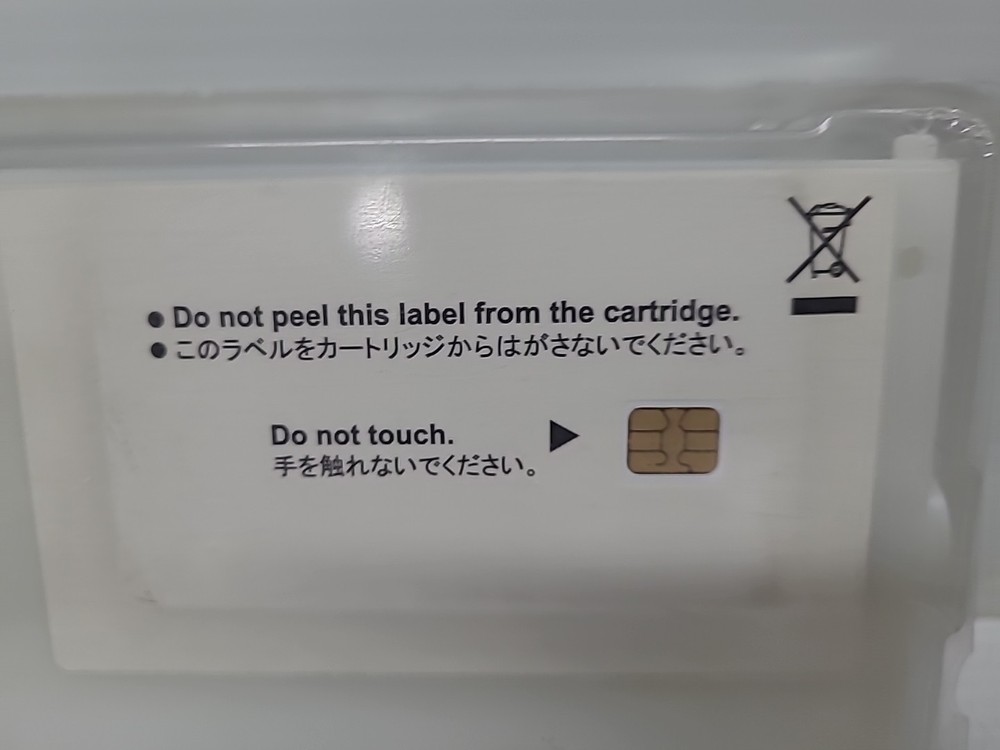 ● Do not peel this label from the cartridge.
● このラベルをカートリッジからはがさないでください。
Do not touch. ▶
手を触れないでください。